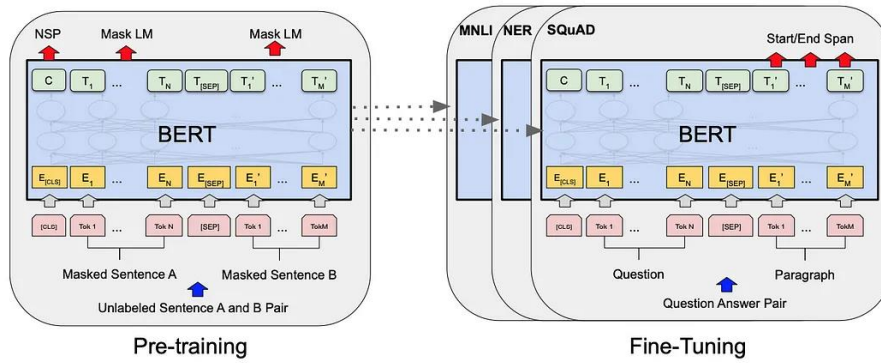 NSP Mask LM Mask LM
C T1 ... TN T[SEP] T1' ... TM'
BERT
E[CLS] E1 ... EN E[SEP] E1' ... EM'
[CLS] Tok 1 ... Tok N [SEP] Tok 1 ... TokM
Masked Sentence A Masked Sentence B
Unlabeled Sentence A and B Pair
Pre-training
MNLI NER SQuAD
Start/End Span
C T1 ... TN T[SEP] T1' ... TM'
BERT
E[CLS] E1 ... EN E[SEP] E1' ... EM'
[CLS] Tok 1 ... Tok N [SEP] Tok 1 ... TokM
Question Paragraph
Question Answer Pair
Fine-Tuning